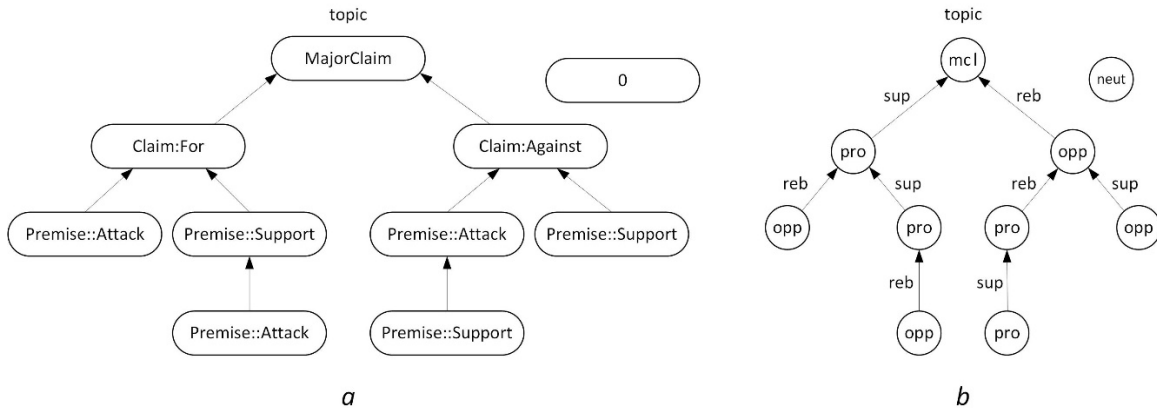 topic
MajorClaim
0
Claim:For
Claim:Against
Premise::Attack
Premise::Support
Premise::Attack
Premise::Support
Premise::Attack
Premise::Support
a
topic
mcl
neut
sup
reb
pro
opp
reb
sup
reb
sup
opp
pro
pro
opp
reb
sup
opp
pro
b